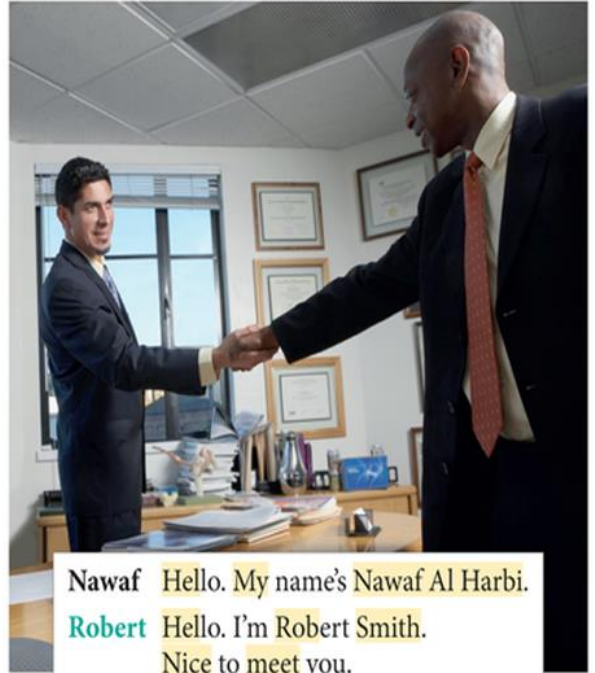 Nawaf Hello. My name's Nawaf Al Harbi.
Robert Hello. I'm Robert Smith.
Nice to meet you.